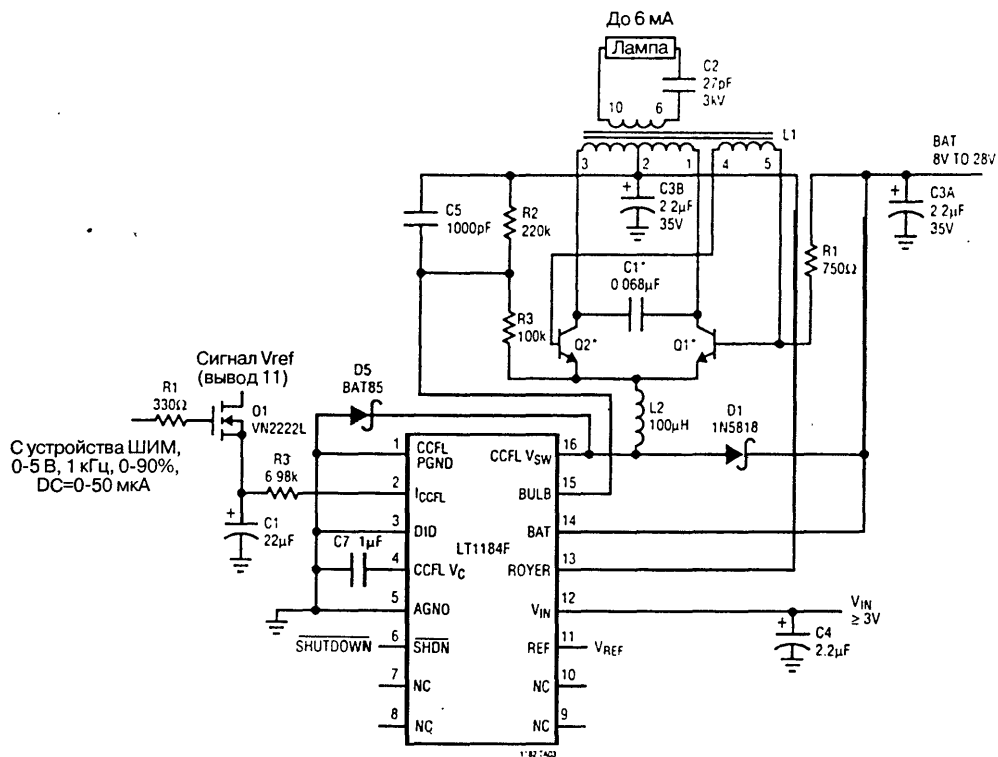 До 6 мА
Лампа
C2
27pF
3kV
10
6
L1
3
2
1
4
5
BAT
8V TO 28V
C5
1000pF
R2
220k
+
C3B
2 2µF
35V
+
C3A
2 2µF
35V
R1
750Ω
C1*
0 068µF
R3
100k
Q2*
Q1*
Сигнал Vref
(вывод 11)
D5
BAT85
L2
100µH
D1
1N5818
R1
330Ω
Q1
VN2222L
С устройства ШИМ,
0-5 В, 1 кГц, 0-90%,
DC=0-50 мкА
R3
6 98k
+
C1
22µF
C7 1µF
LT1184F
1
CCFL
PGND
2
ICCFL
3
DID
4
CCFL VC
5
AGND
6
SHDN
SHUTDOWN
7
NC
8
NC
16
CCFL VSW
15
BULB
14
BAT
13
ROYER
12
VIN
11
REF
VREF
10
NC
9
NC
VIN
≥ 3V
+
C4
2.2µF